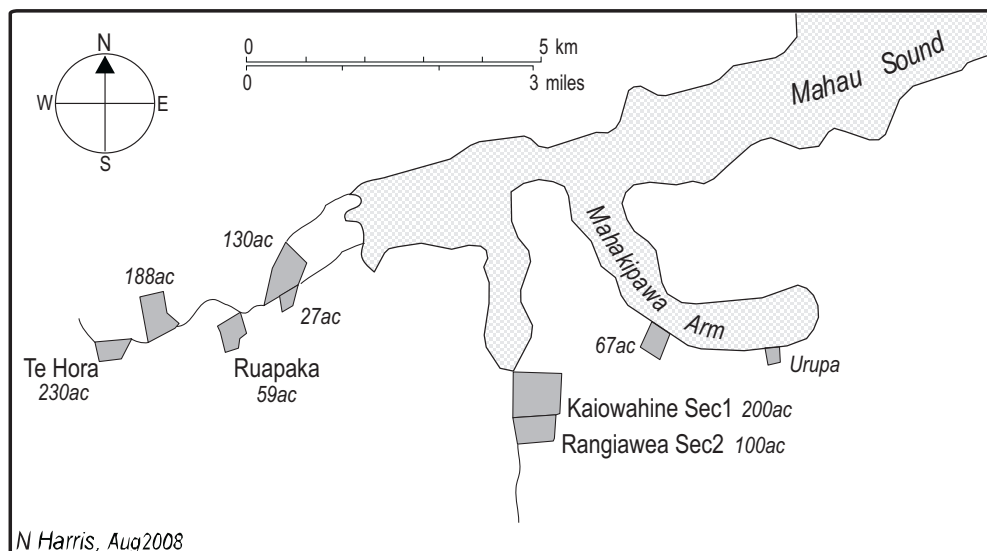 N
W E
S
0 5 km
0 3 miles
Mahau Sound
130ac
188ac
27ac
Mahakipawa Arm
67ac
Urupa
Te Hora
230ac
Ruapaka
59ac
Kaiowahine Sec1 200ac
Rangiawea Sec2 100ac
N Harris, Aug2008